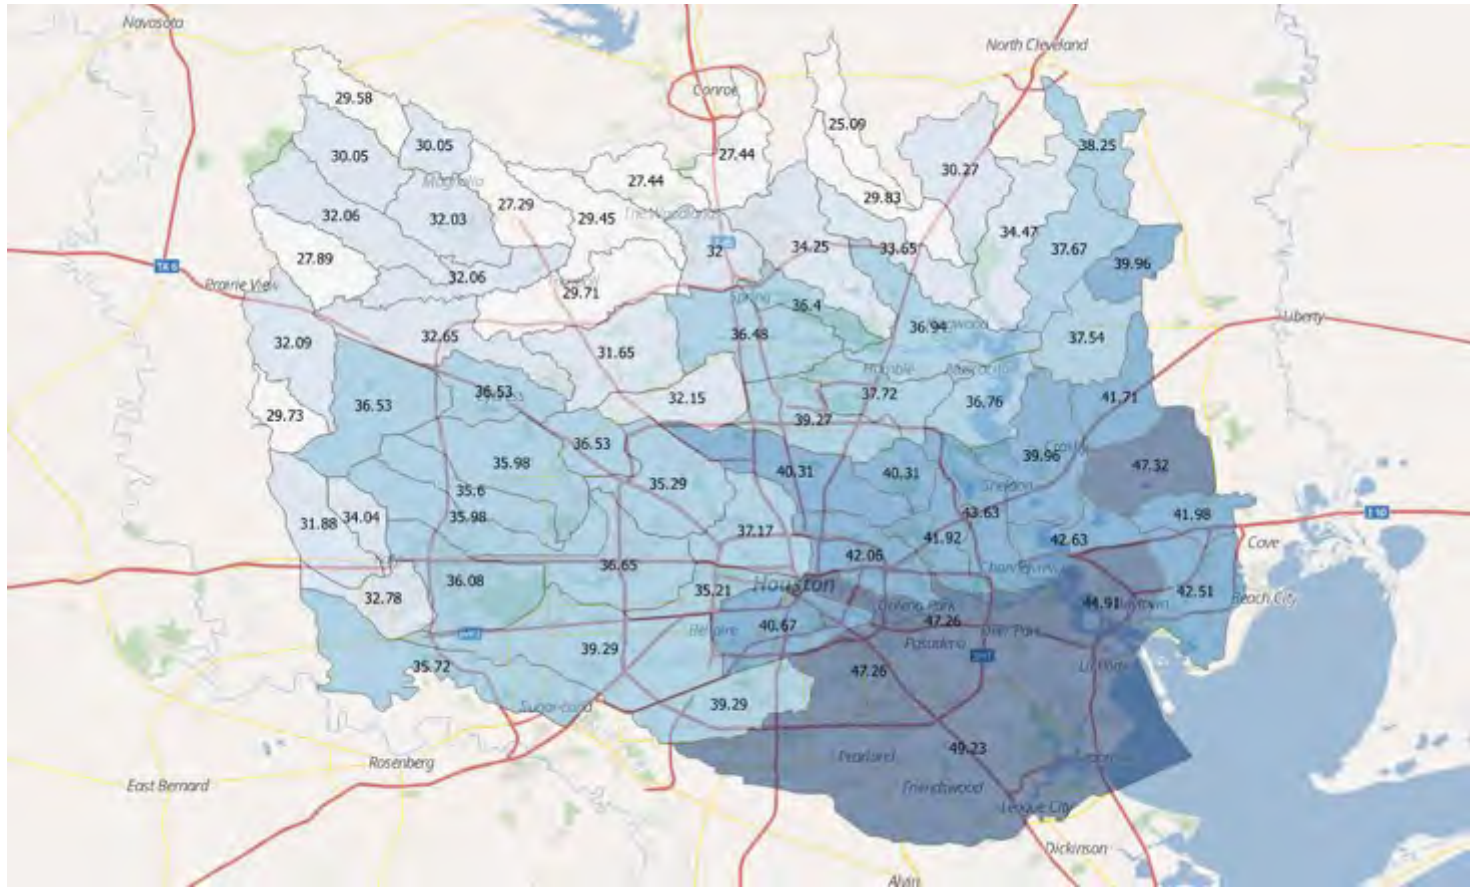 Navasota
North Cleveland
Conroe
29.58
25.09
30.05
30.05
27.44
38.25
27.44
30.27
Magnolia
29.83
27.29
29.45
The Woodlands
32.06
32.03
34.47
32
34.25
33.65
37.67
27.89
39.96
TX 6
32.06
Prairie View
29.71
Spring
36.4
36.94
Liberty
32.09
32.65
36.48
37.54
31.65
Humble
36.53
36.53
32.15
37.72
36.76
41.71
29.73
39.27
36.53
Crosby
39.96
35.98
40.31
40.31
47.32
35.29
Sheldon
35.6
31.88
34.04
35.98
43.63
41.98
I 10
37.17
41.92
42.63
Cove
42.06
36.65
Channelview
36.08
Houston
35.21
42.51
32.78
44.91
Baytown
Beach City
Galena Park
47.26
40.67
Bellaire
Deer Park
Pasadena
39.29
35.72
47.26
La Porte
39.29
Sugar Land
49.23
Pearland
Rosenberg
East Bernard
Friendswood
League City
Dickinson
Alvin